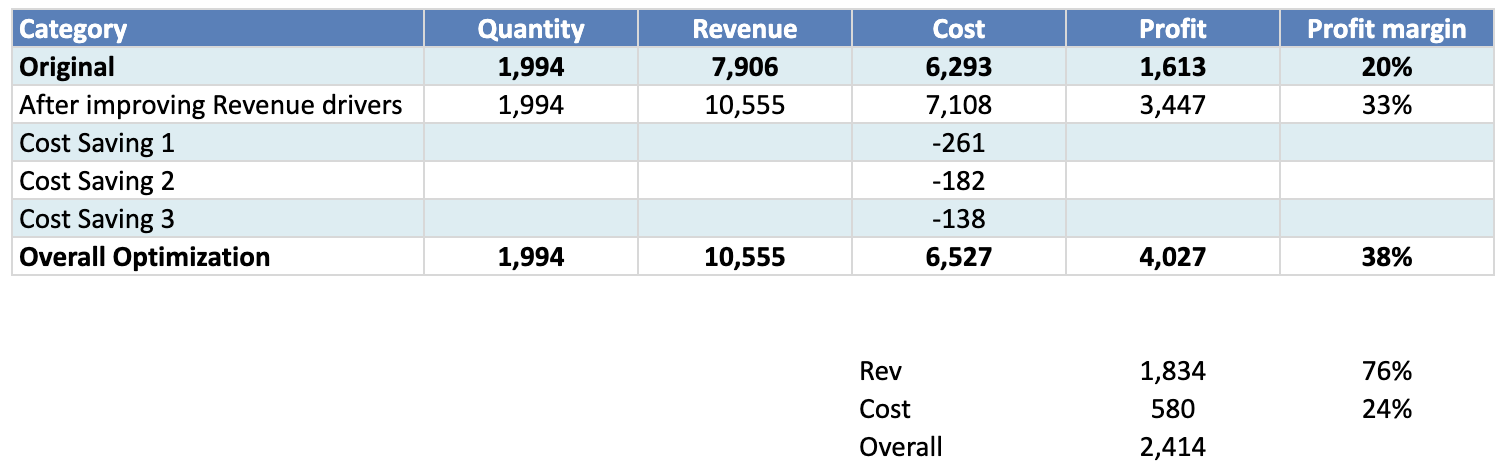 Category Quantity Revenue Cost Profit Profit margin
Original 1,994 7,906 6,293 1,613 20%
After improving Revenue drivers 1,994 10,555 7,108 3,447 33%
Cost Saving 1 -261
Cost Saving 2 -182
Cost Saving 3 -138
Overall Optimization 1,994 10,555 6,527 4,027 38%
Rev 1,834 76%
Cost 580 24%
Overall 2,414